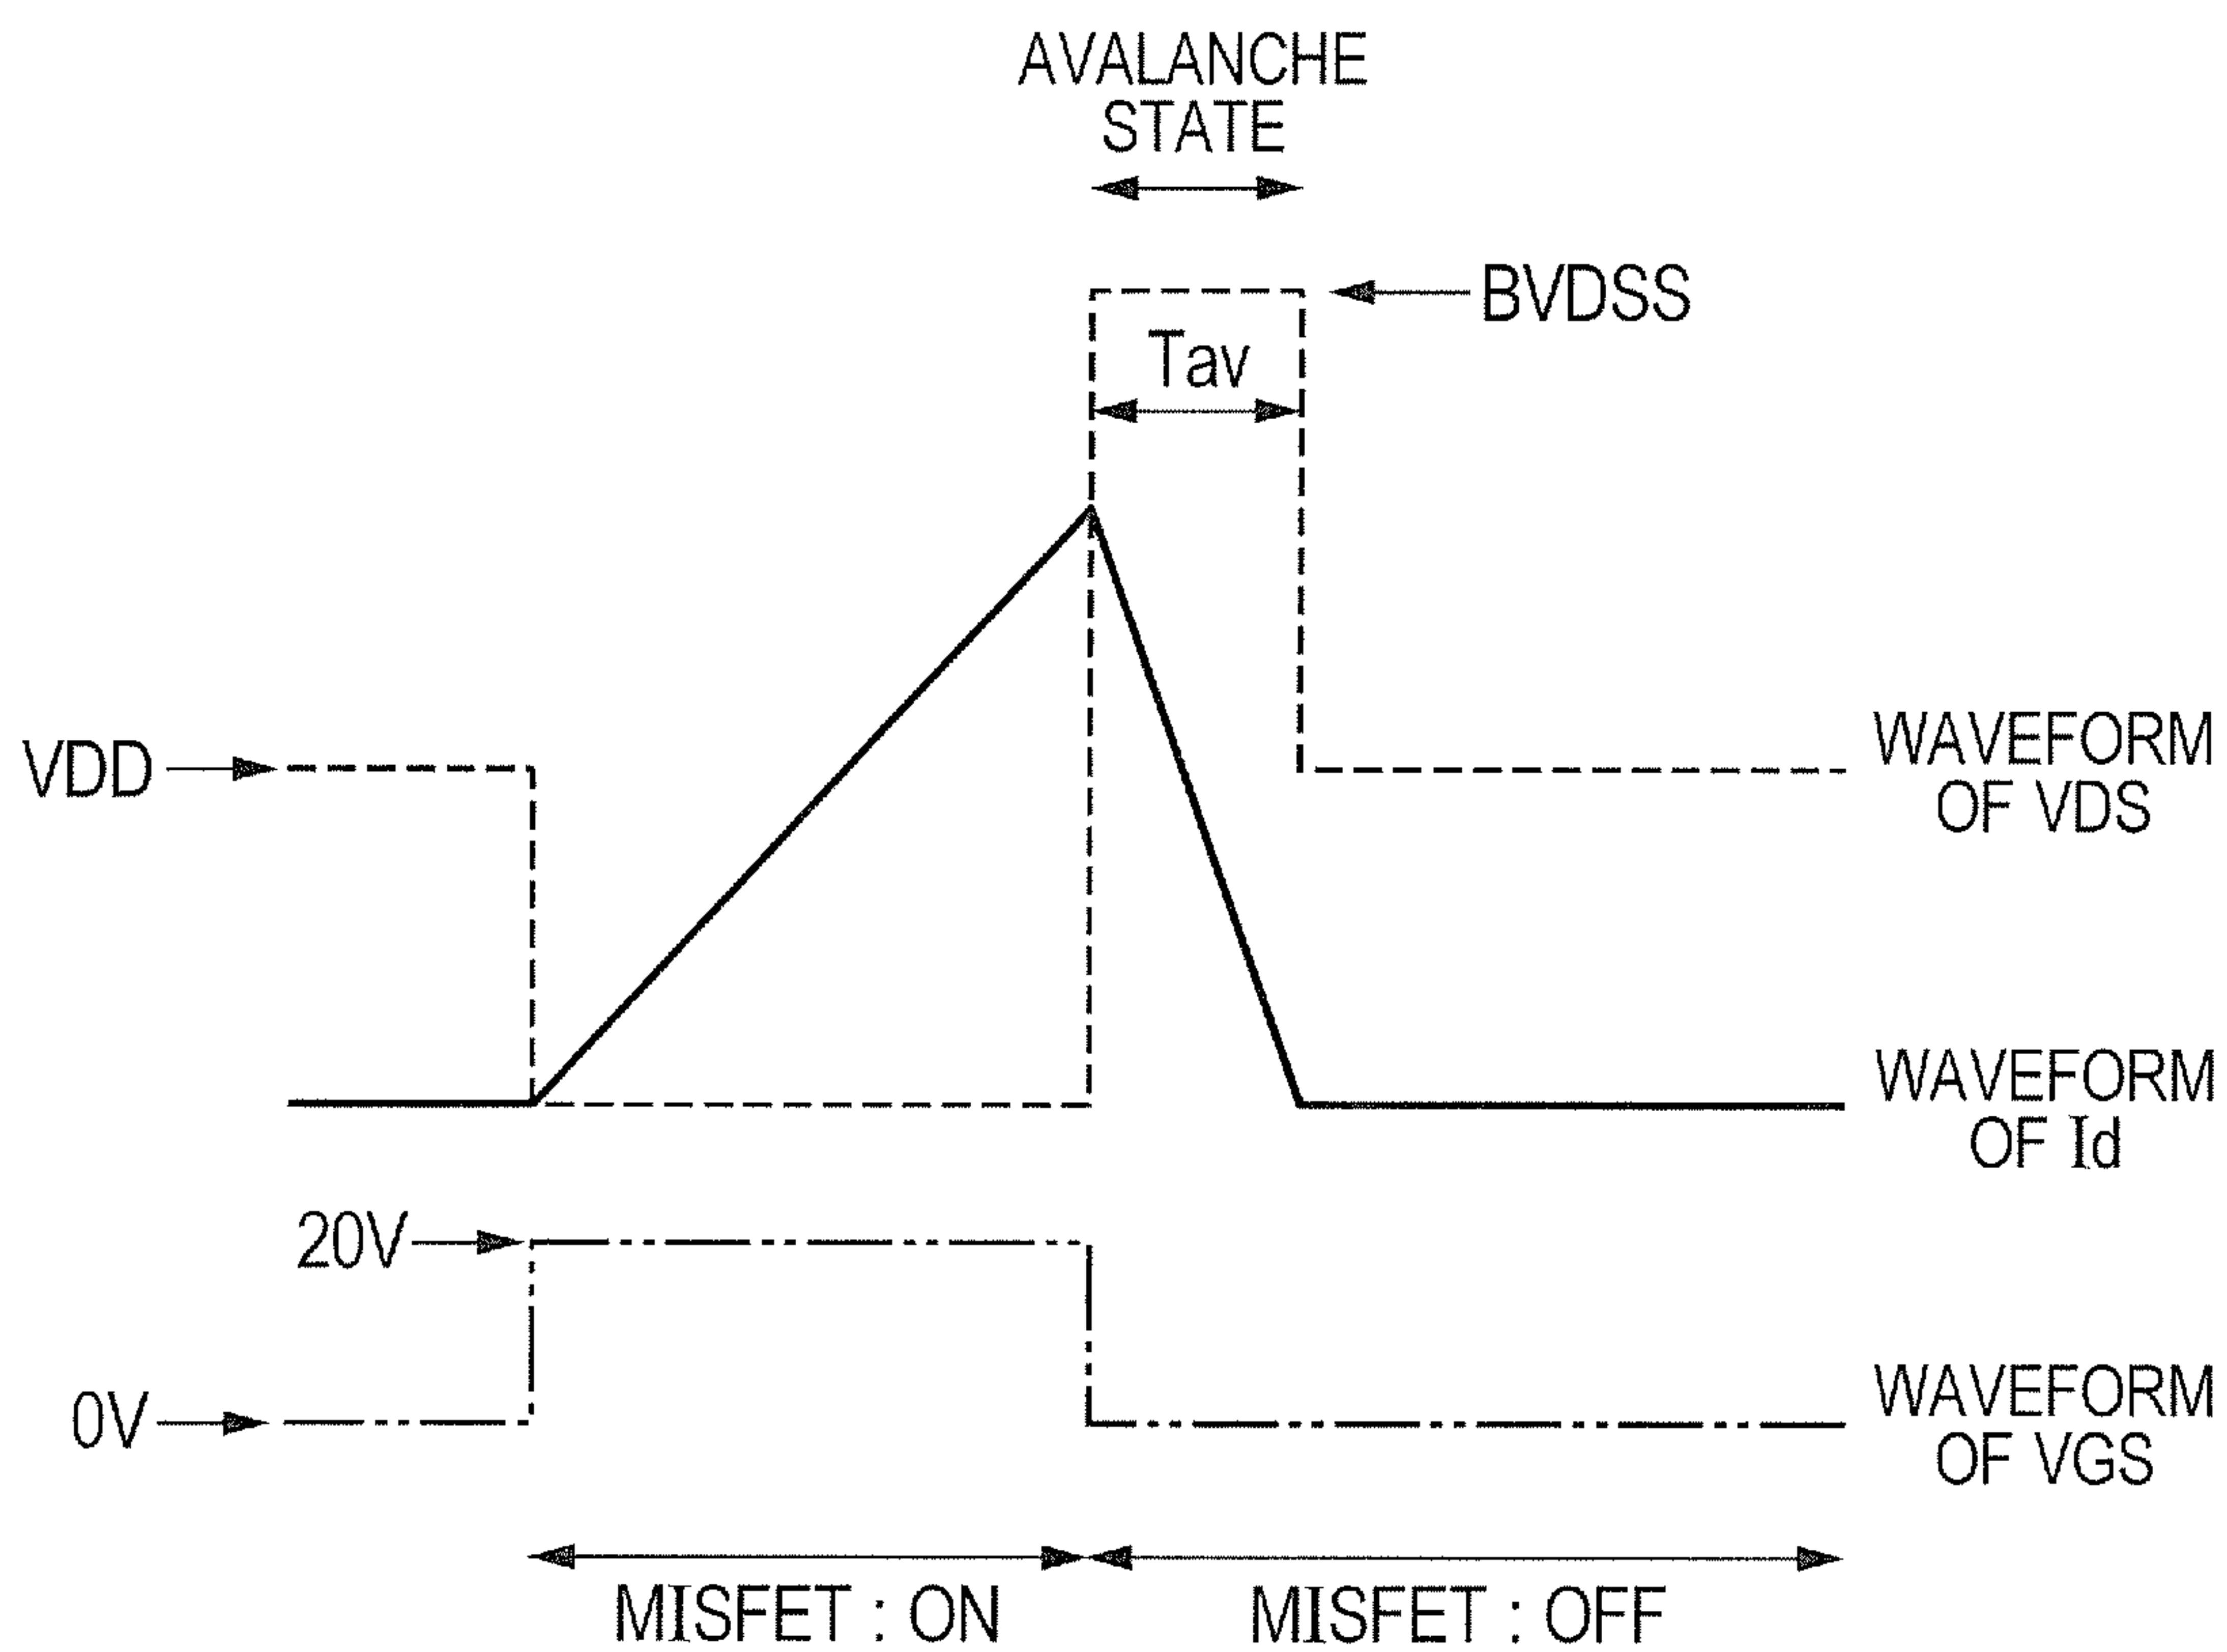 AVALANCHE
STATE
BVDSS
Tav
VDD
WAVEFORM
OF VDS
WAVEFORM
OF Id
20V
0V
WAVEFORM
OF VGS
MISFET : ON
MISFET : OFF